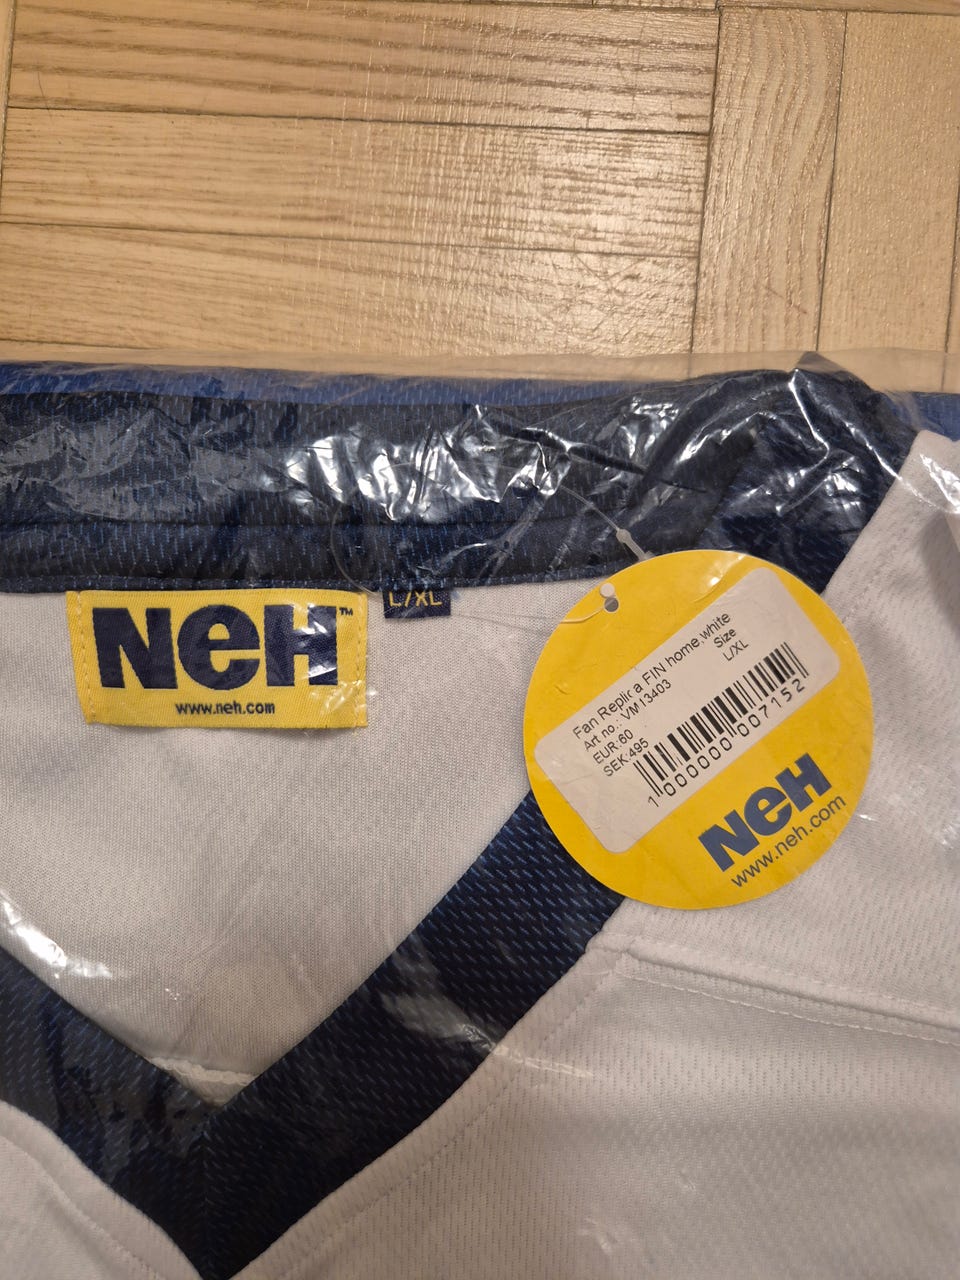 NeH™
www.neh.com
L/XL
Fan Replica FIN home.white
Size
Art no.: VM13403
L/XL
EUR:60
SEK:495
1 000000 007152
NeH
www.neh.com